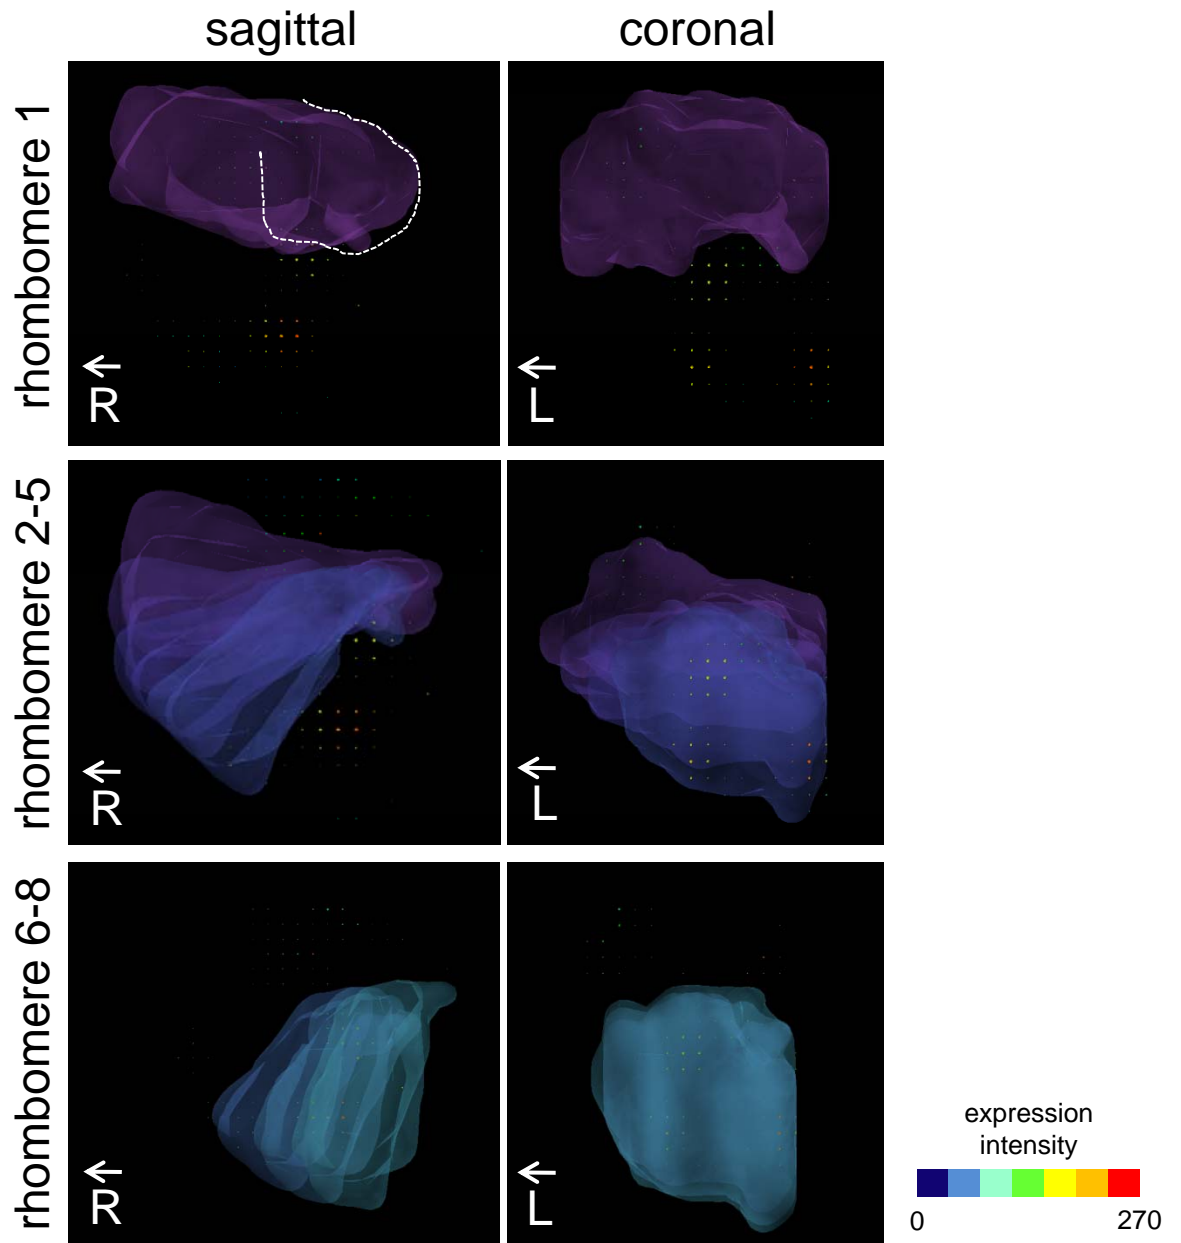 sagittal
coronal
rhombomere 1
R
L
rhombomere 2-5
R
L
rhombomere 6-8
R
L
expression
intensity
0
270